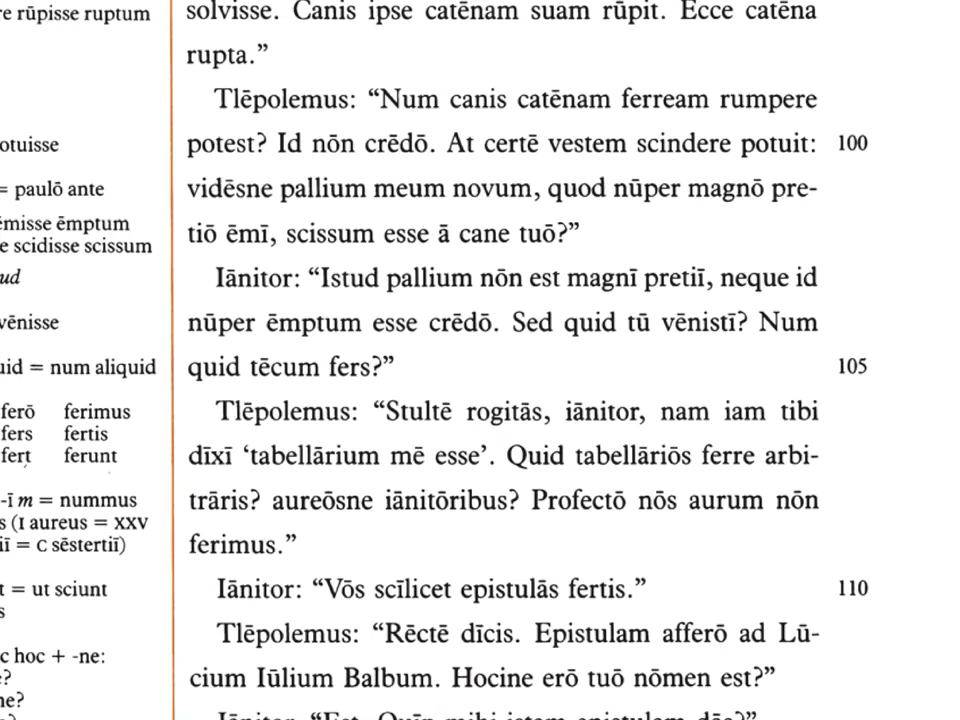 re rūpisse ruptum
solvisse. Canis ipse catēnam suam rūpit. Ecce catēna
rupta.”
Tlēpolemus: “Num canis catēnam ferream rumpere
otuisse
potest? Id nōn crēdō. At certē vestem scindere potuit: 100
= paulō ante
vidēsne pallium meum novum, quod nūper magnō pre-
ēmisse ēmptum
tiō ēmī, scissum esse ā cane tuō?”
e scidisse scissum
ud
Iānitor: “Istud pallium nōn est magnī pretiī, neque id
vēnisse
nūper ēmptum esse crēdō. Sed quid tū vēnistī? Num
uid = num aliquid
quid tēcum fers?” 105
ferō ferimus
Tlēpolemus: “Stultē rogitās, iānitor, nam iam tibi
fers fertis
fert ferunt
dīxī ‘tabellārium mē esse’. Quid tabellāriōs ferre arbi-
-ī m = nummus
trāris? aureōsne iānitōribus? Profectō nōs aurum nōn
s (I aureus = XXV
iī = C sēstertiī)
ferimus.”
t = ut sciunt
Iānitor: “Vōs scīlicet epistulās fertis.” 110
s
Tlēpolemus: “Rēctē dīcis. Epistulam afferō ad Lū-
c hoc + -ne:
cium Iūlium Balbum. Hocine erō tuō nōmen est?”
e?
ne?